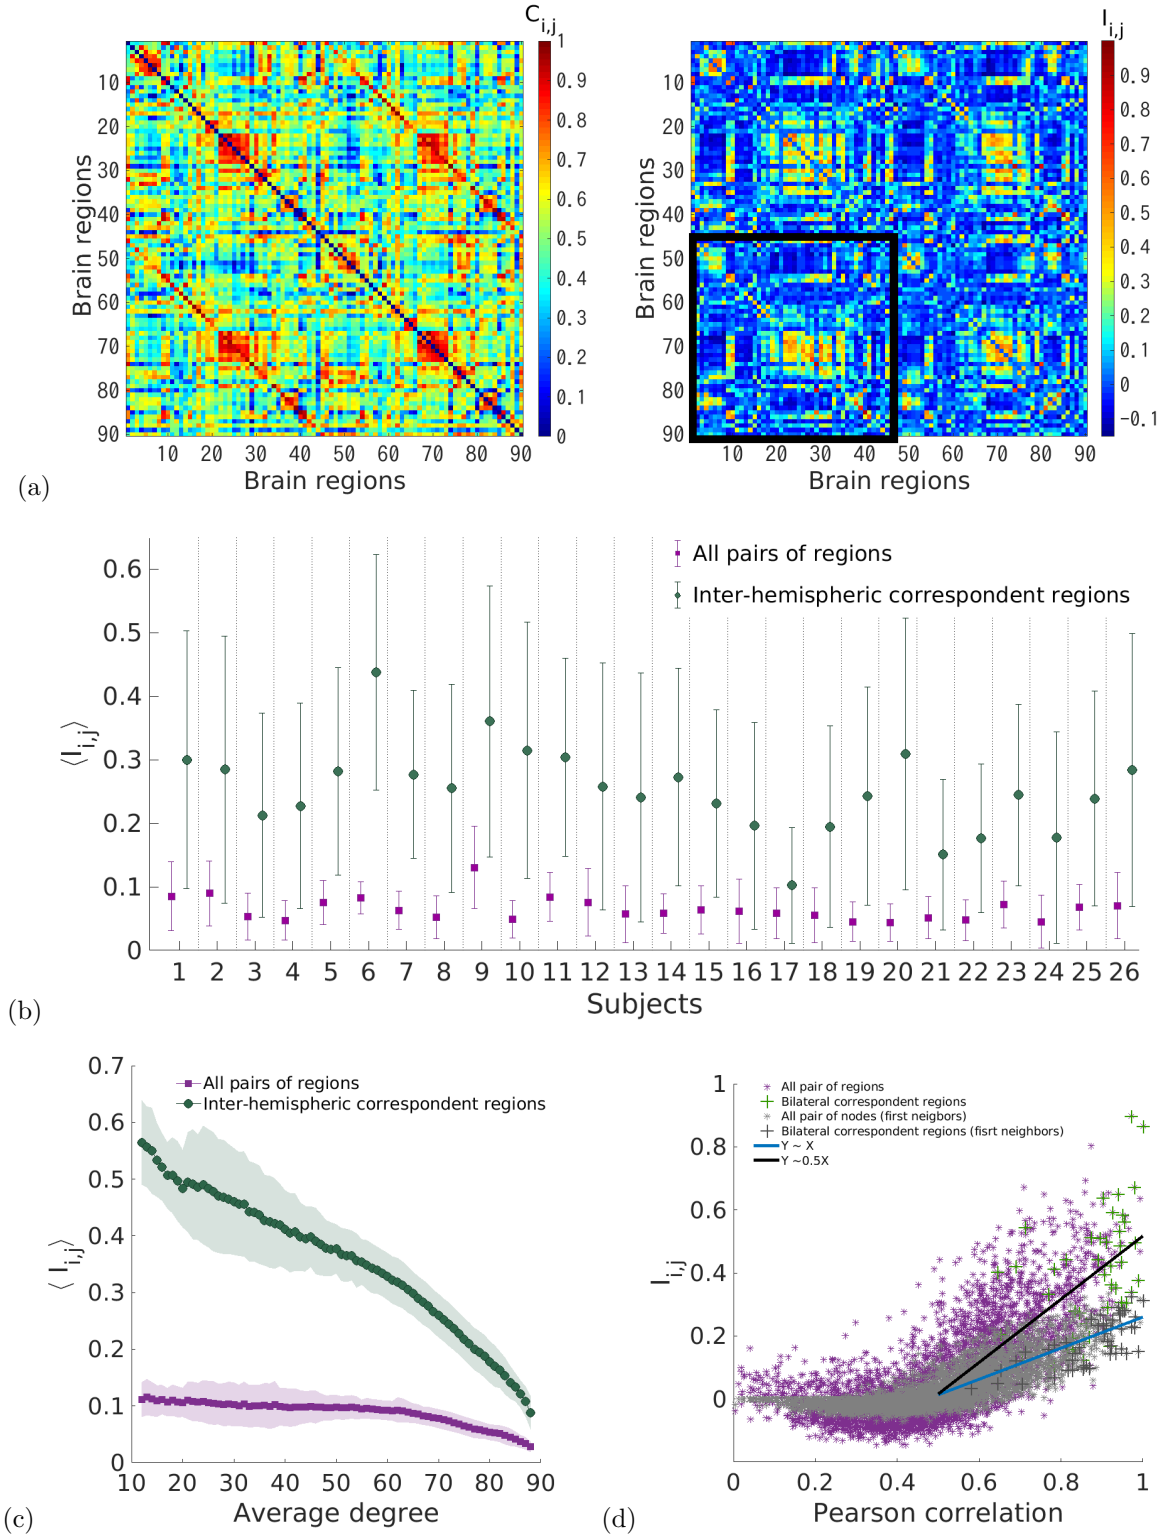 C i,j
I i,j
1
0.9
0.8
0.7
0.6
0.5
0.4
0.3
0.2
0.1
0
0.9
0.8
0.7
0.6
0.5
0.4
0.3
0.2
0.1
0
−0.1
10
20
30
40
50
60
70
80
90
Brain regions
10 20 30 40 50 60 70 80 90
Brain regions
10
20
30
40
50
60
70
80
90
Brain regions
10 20 30 40 50 60 70 80 90
Brain regions
(a)
All pairs of regions
Inter-hemispheric correspondent regions
0.6
0.5
0.4
0.3
0.2
0.1
0
⟨I i,j⟩
1 2 3 4 5 6 7 8 9 10 11 12 13 14 15 16 17 18 19 20 21 22 23 24 25 26
Subjects
(b)
0.7
0.6
0.5
0.4
0.3
0.2
0.1
0
⟨ I i,j⟩
All pairs of regions
Inter-hemispheric correspondent regions
10 20 30 40 50 60 70 80 90
Average degree
(c)
1
0.8
0.6
0.4
0.2
0
I i,j
All pair of regions
Bilateral correspondent regions
All pair of nodes (first neigbors)
Bilateral correspondent regions (fisrt neighbors)
Y ~ X
Y ~0.5X
0 0.2 0.4 0.6 0.8 1
Pearson correlation
(d)